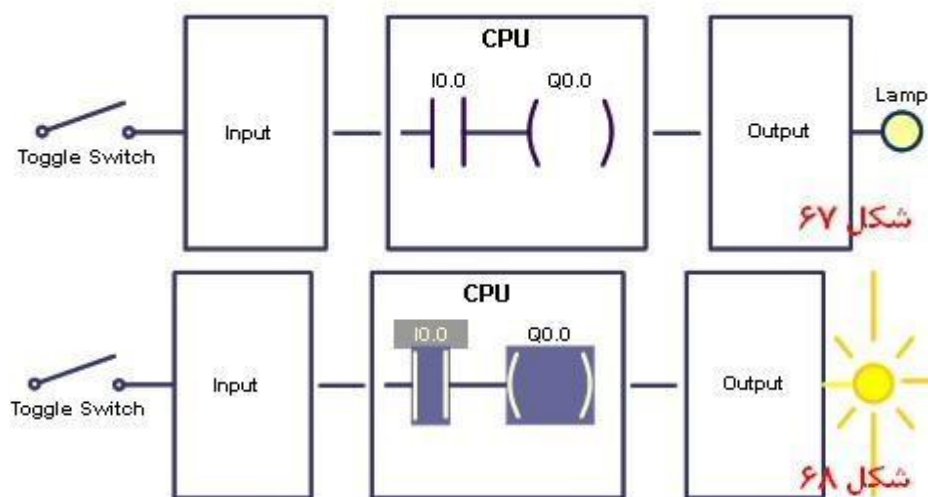 CPU
I0.0 Q0.0
Lamp
Input
Output
Toggle Switch
شکل ۶۷
CPU
I0.0 Q0.0
Input
Output
Toggle Switch
شکل ۶۸